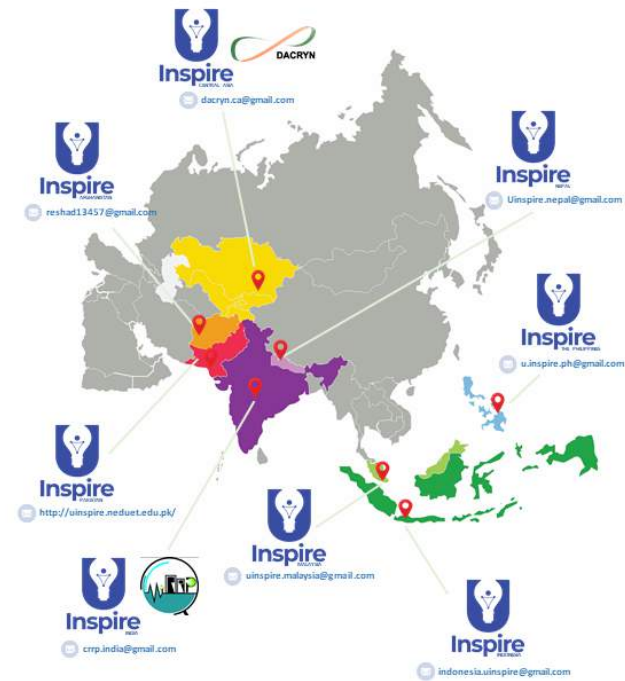 Inspire
CENTRAL ASIA
DACRYN
dacryn.ca@gmail.com
Inspire
AFGHANISTAN
reshad13457@gmail.com
Inspire
NEPAL
Uinspire.nepal@gmail.com
Inspire
THE PHILIPPINES
u.inspire.ph@gmail.com
Inspire
PAKISTAN
http://uinspire.neduet.edu.pk/
Inspire
MALAYSIA
uinspire.malaysia@gmail.com
Inspire
INDIA
crrp.india@gmail.com
Inspire
INDONESIA
indonesia.uinspire@gmail.com